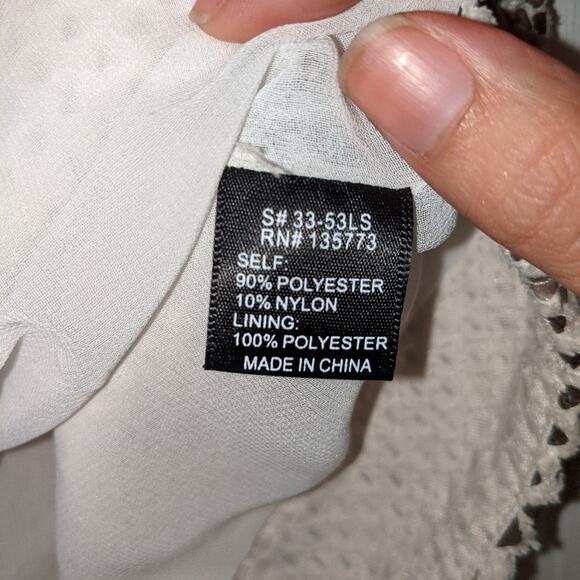 S# 33-53LS
RN# 135773
SELF:
90% POLYESTER
10% NYLON
LINING:
100% POLYESTER
MADE IN CHINA